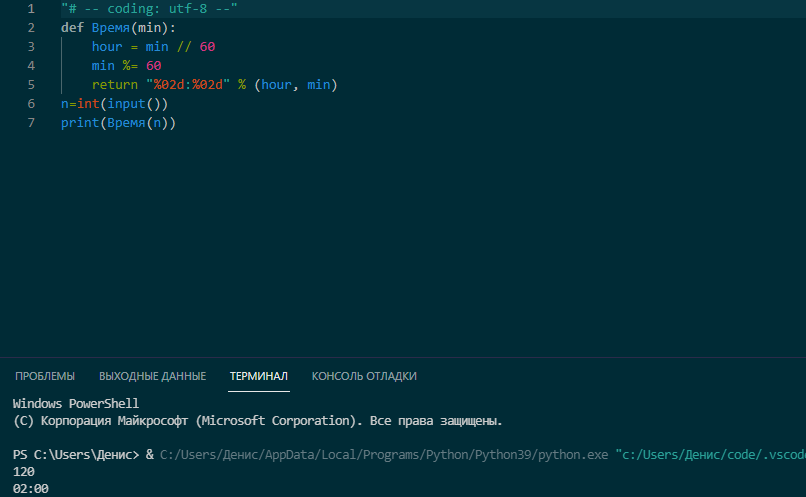 1 "# -- coding: utf-8 --"
2 def Время(min):
3 hour = min // 60
4 min %= 60
5 return "%02d:%02d" % (hour, min)
6 n=int(input())
7 print(Время(n))
ПРОБЛЕМЫ ВЫХОДНЫЕ ДАННЫЕ ТЕРМИНАЛ КОНСОЛЬ ОТЛАДКИ
Windows PowerShell
(C) Корпорация Майкрософт (Microsoft Corporation). Все права защищены.
PS C:\Users\Денис> & C:/Users/Денис/AppData/Local/Programs/Python/Python39/python.exe "c:/Users/Денис/code/.vscod
120
02:00